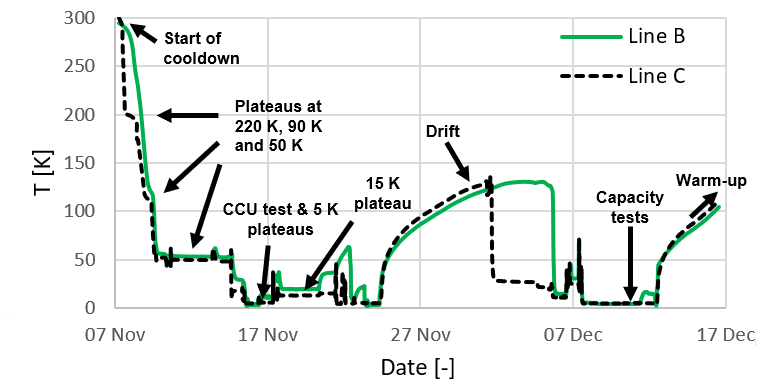 T [K]
300
250
200
150
100
50
0
Start of
cooldown
Plateaus at
220 K, 90 K
and 50 K
CCU test & 5 K
plateaus
15 K
plateau
Drift
Line B
Line C
Capacity
tests
Warm-up
07 Nov
17 Nov
27 Nov
07 Dec
17 Dec
Date [-]